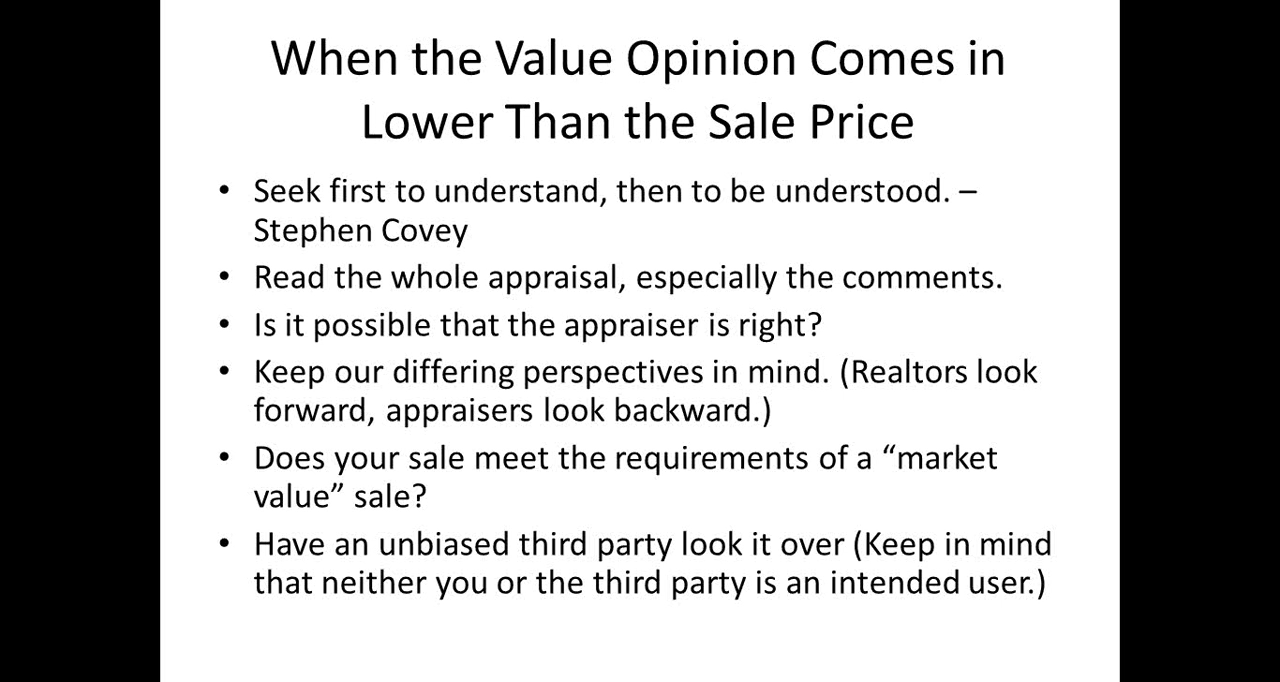 When the Value Opinion Comes in
Lower Than the Sale Price
• Seek first to understand, then to be understood. –
Stephen Covey
• Read the whole appraisal, especially the comments.
• Is it possible that the appraiser is right?
• Keep our differing perspectives in mind. (Realtors look
forward, appraisers look backward.)
• Does your sale meet the requirements of a “market
value” sale?
• Have an unbiased third party look it over (Keep in mind
that neither you or the third party is an intended user.)